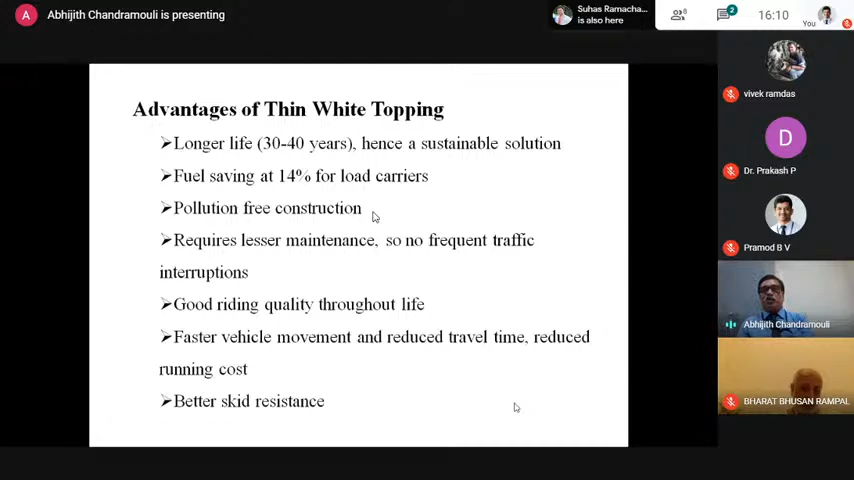 A
Abhijith Chandramouli is presenting
Suhas Ramacha...
is also here
8
2
16:10
You
Advantages of Thin White Topping
➢Longer life (30-40 years), hence a sustainable solution
➢Fuel saving at 14% for load carriers
➢Pollution free construction
➢Requires lesser maintenance, so no frequent traffic
interruptions
➢Good riding quality throughout life
➢Faster vehicle movement and reduced travel time, reduced
running cost
➢Better skid resistance
vivek ramdas
D
Dr. Prakash P
Pramod B V
Abhijith Chandramouli
BHARAT BHUSAN RAMPAL